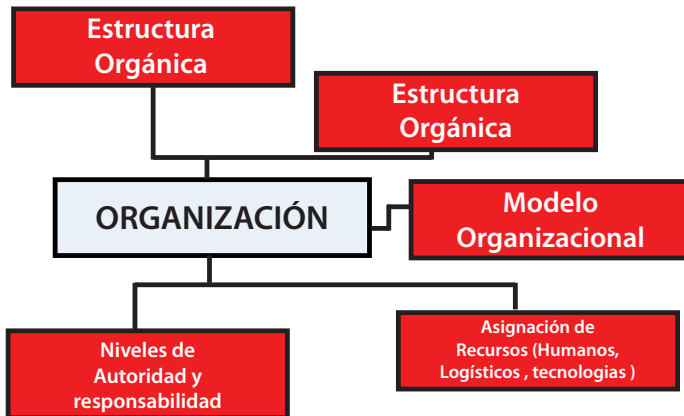 Estructura
Orgánica
Estructura
Orgánica
ORGANIZACIÓN
Modelo
Organizacional
Niveles de
Autoridad y
responsabilidad
Asignación de
Recursos (Humanos,
Logísticos , tecnologias )